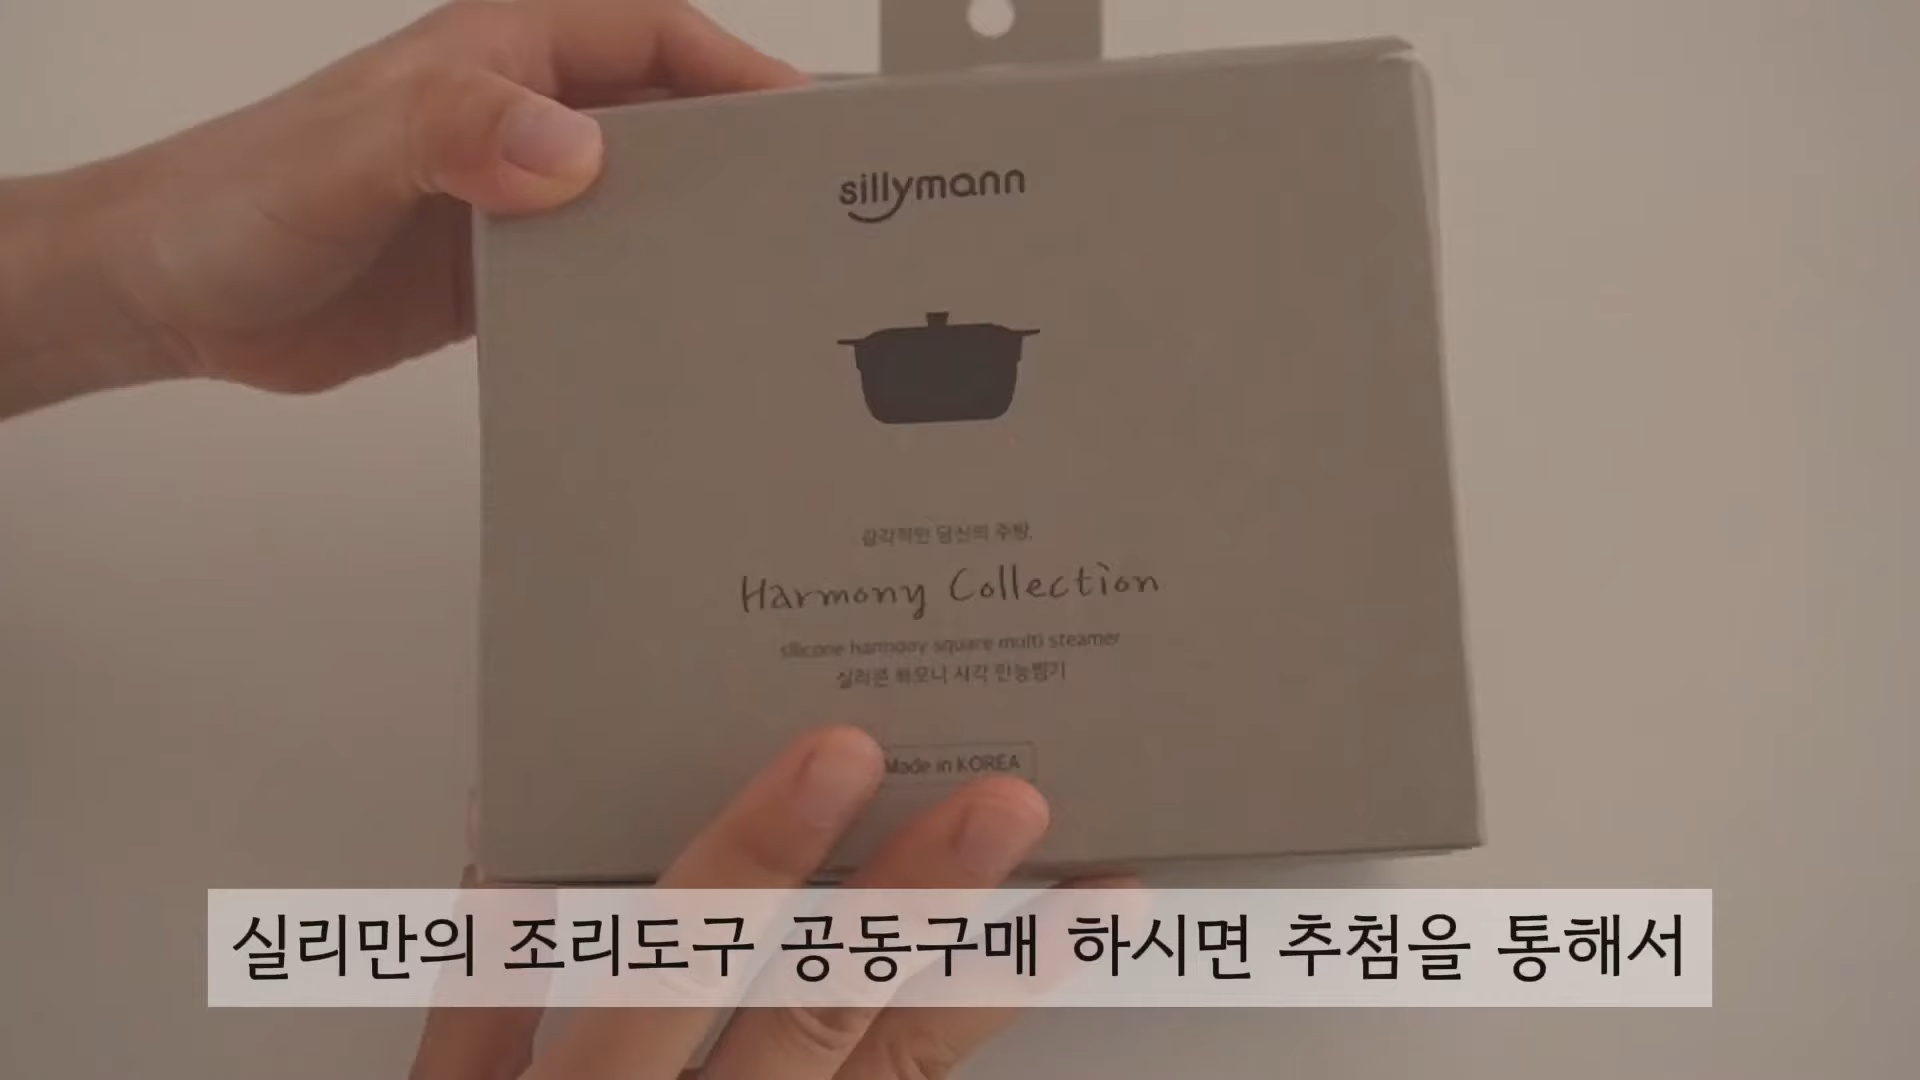 sillymann
감각적인 당신의 주방,
Harmony Collection
silicone harmony square multi steamer
실리콘 하모니 사각 만능찜기
Made in KOREA
실리만의 조리도구 공동구매 하시면 추첨을 통해서